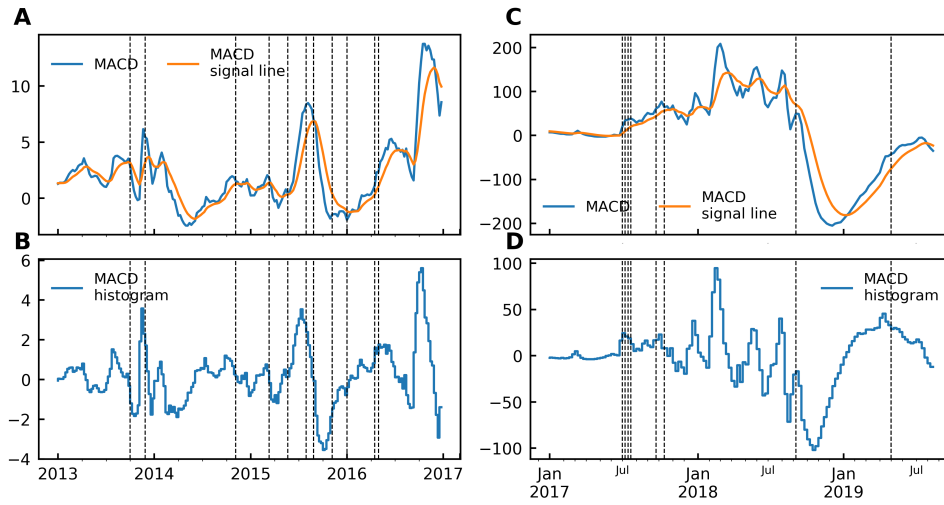 A
C
MACD
MACD
signal line
10
5
0
200
100
0
−100
−200
MACD
MACD
signal line
B
D
6
4
2
0
−2
−4
MACD
histogram
100
50
0
−50
−100
MACD
histogram
2013 2014 2015 2016 2017
Jan Jul Jan Jul Jan Jul
2017 2018 2019